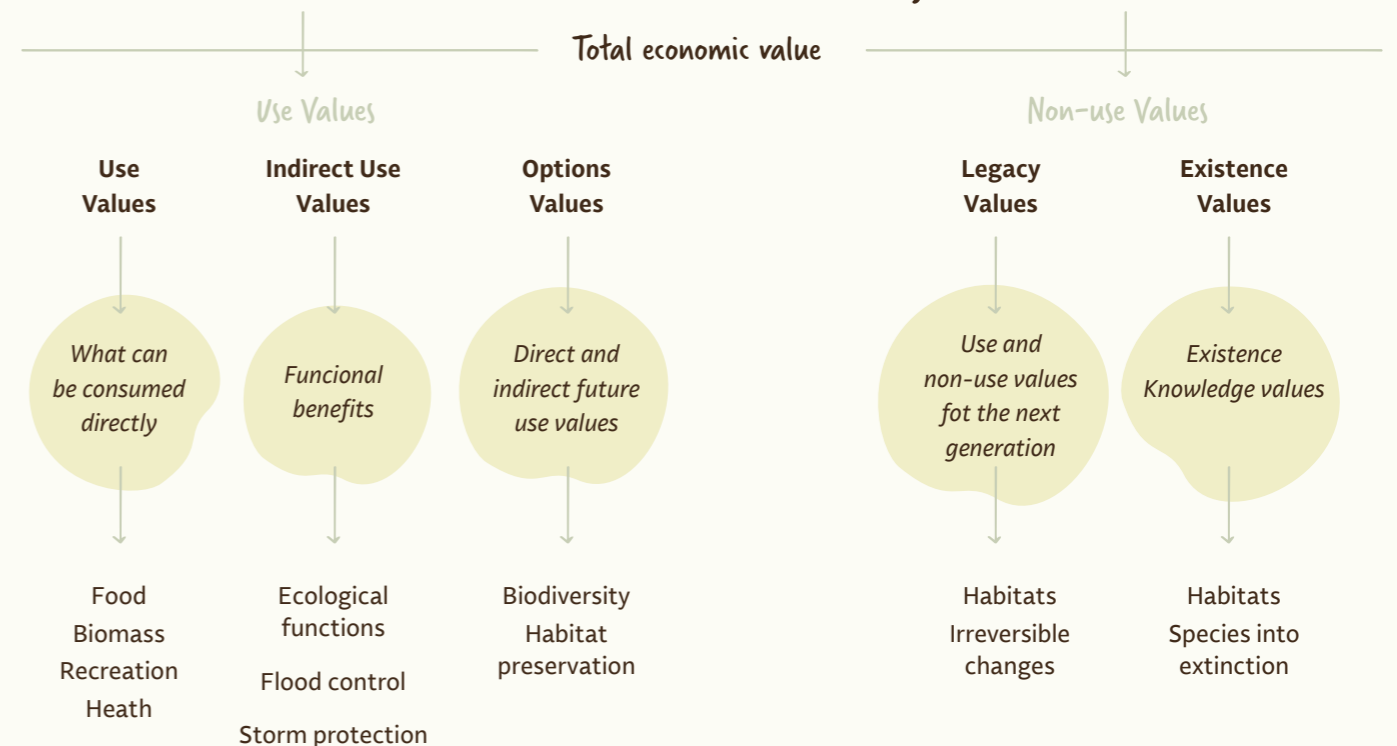 Total economic value
Use Values
Non-use Values
Use
Values
Indirect Use
Values
Options
Values
Legacy
Values
Existence
Values
What can
be consumed
directly
Funcional
benefits
Direct and
indirect future
use values
Use and
non-use values
fot the next
generation
Existence
Knowledge values
Food
Biomass
Recreation
Heath
Ecological
functions
Flood control
Storm protection
Biodiversity
Habitat
preservation
Habitats
Irreversible
changes
Habitats
Species into
extinction